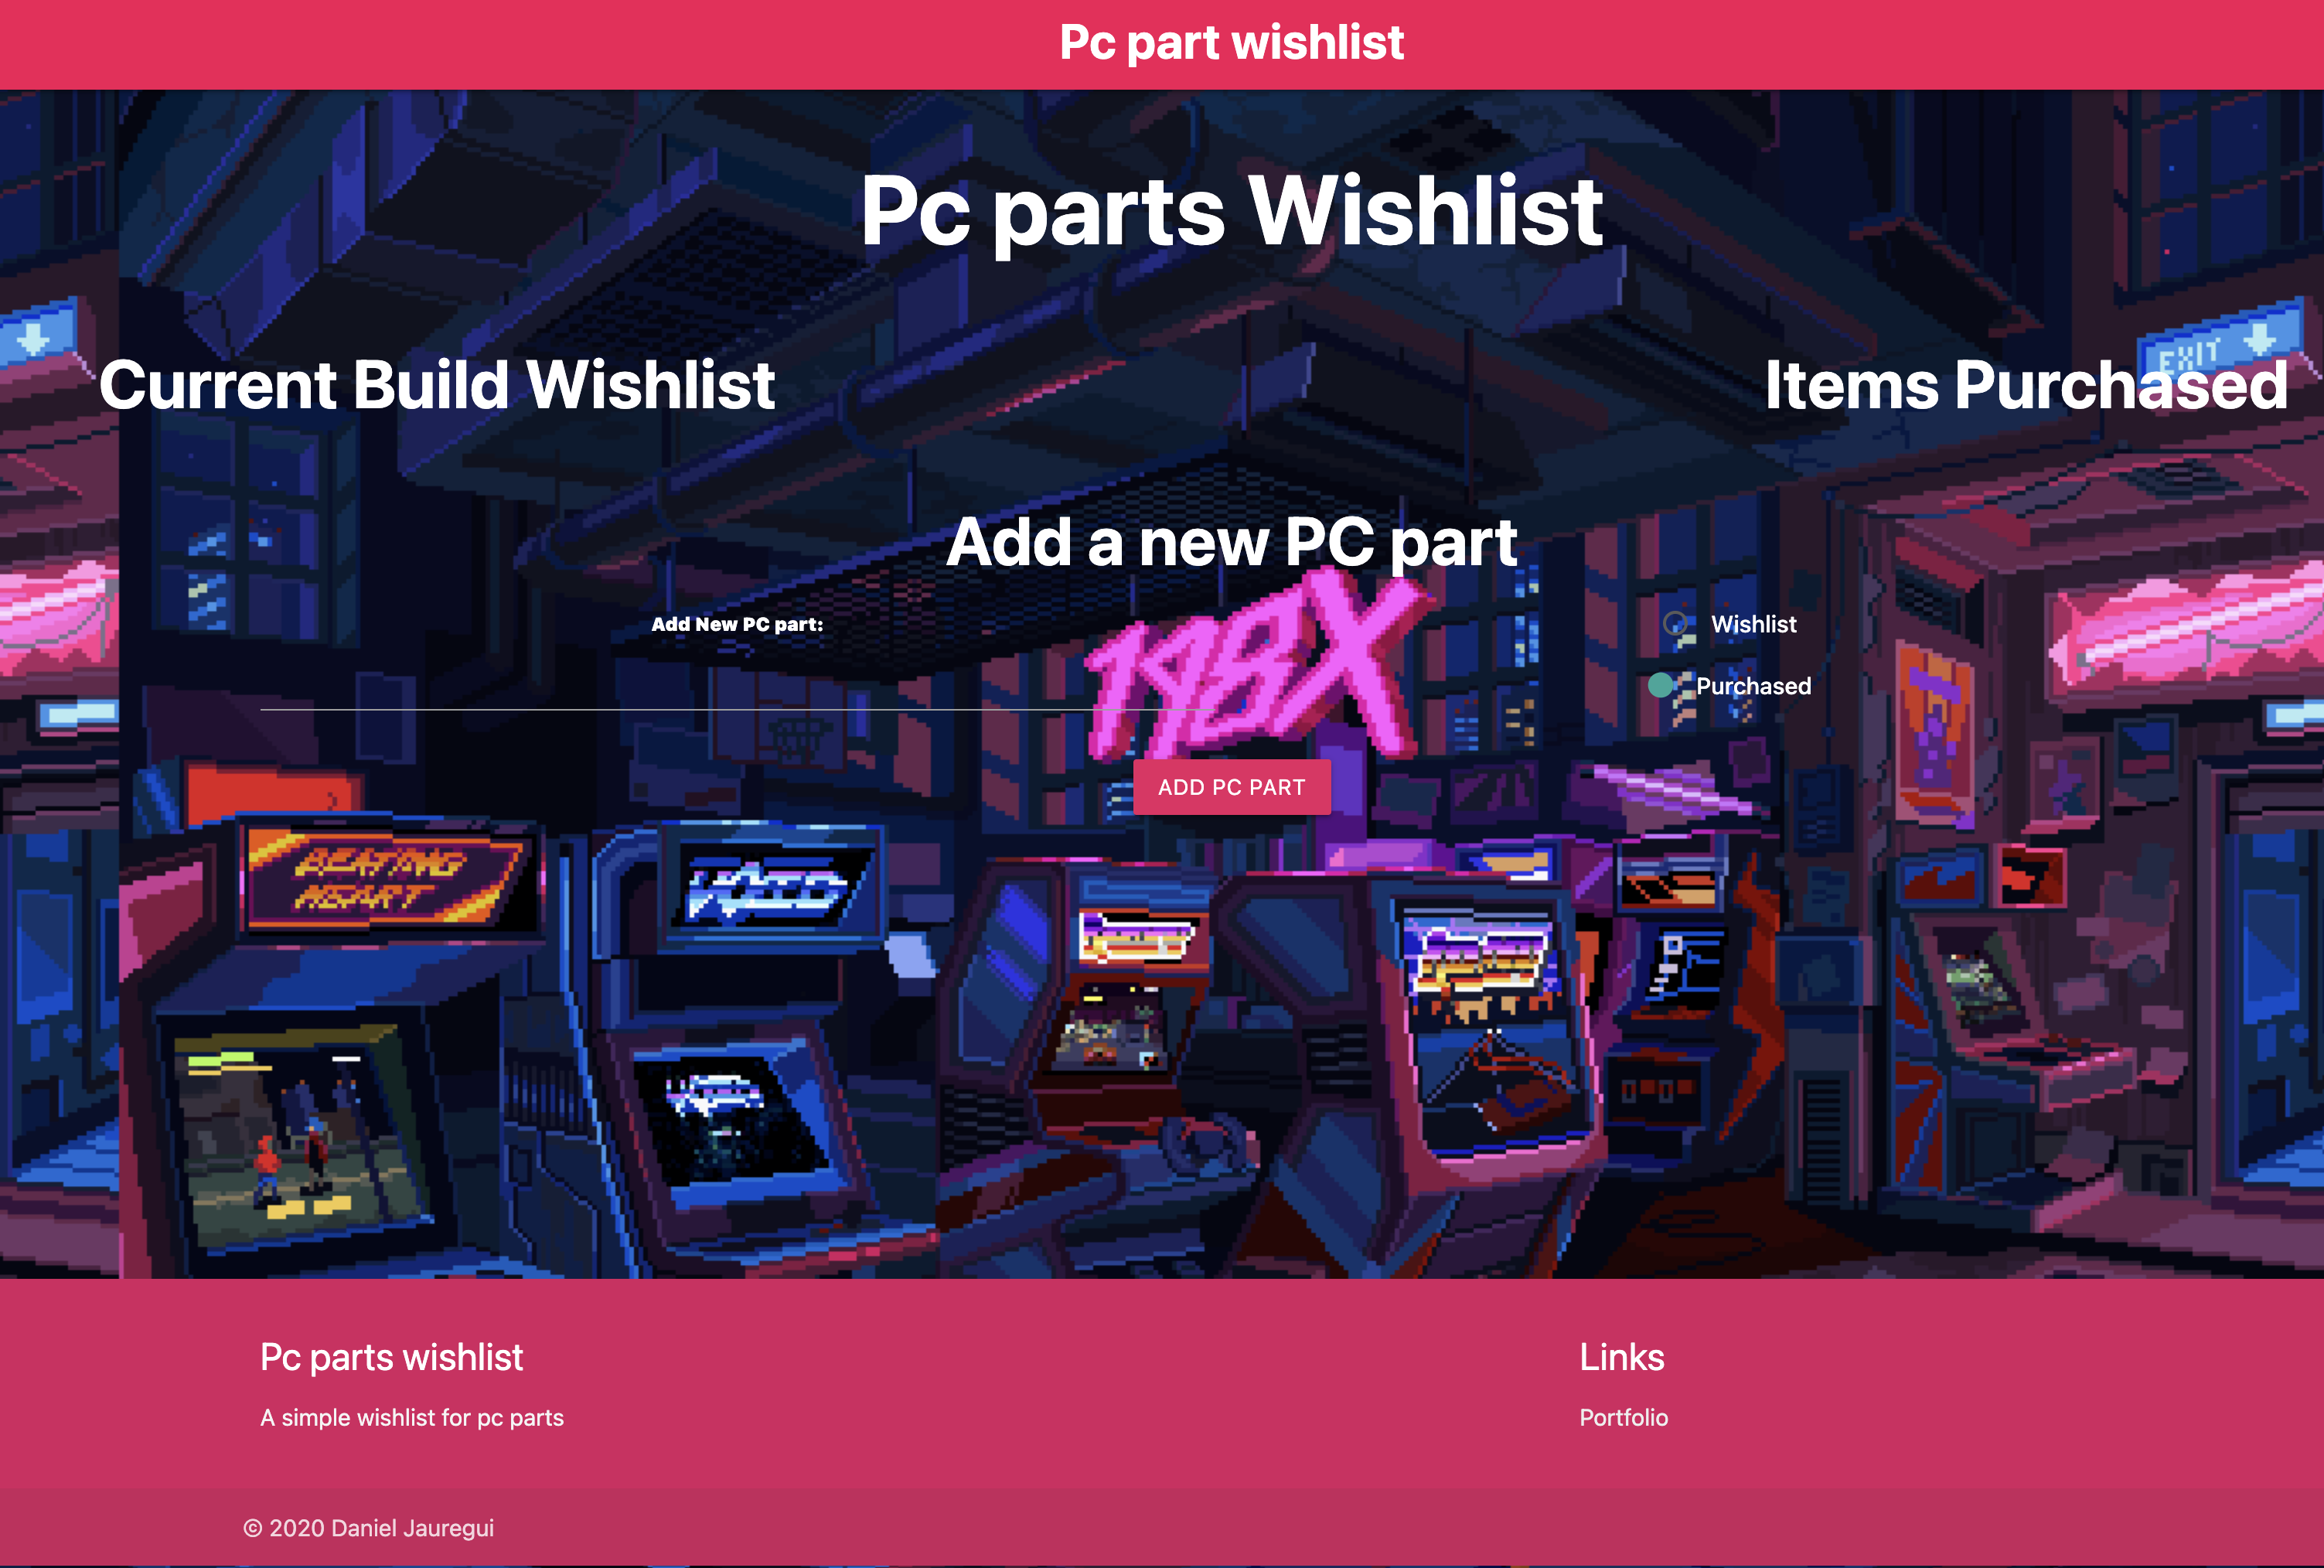 Pc part wishlist
Pc parts Wishlist
Current Build Wishlist
Items Purchased
EXIT
Add a new PC part
Add New PC part:
198X
Wishlist
Purchased
ADD PC PART
BEATING
HEART
Pc parts wishlist
Links
A simple wishlist for pc parts
Portfolio
© 2020 Daniel Jauregui